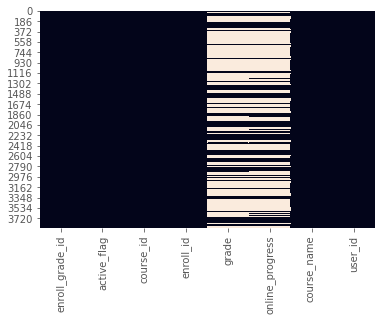 0
186
372
558
744
930
1116
1302
1488
1674
1860
2046
2232
2418
2604
2790
2976
3162
3348
3534
3720
enroll_grade_id
active_flag
course_id
enroll_id
grade
online_progress
course_name
user_id